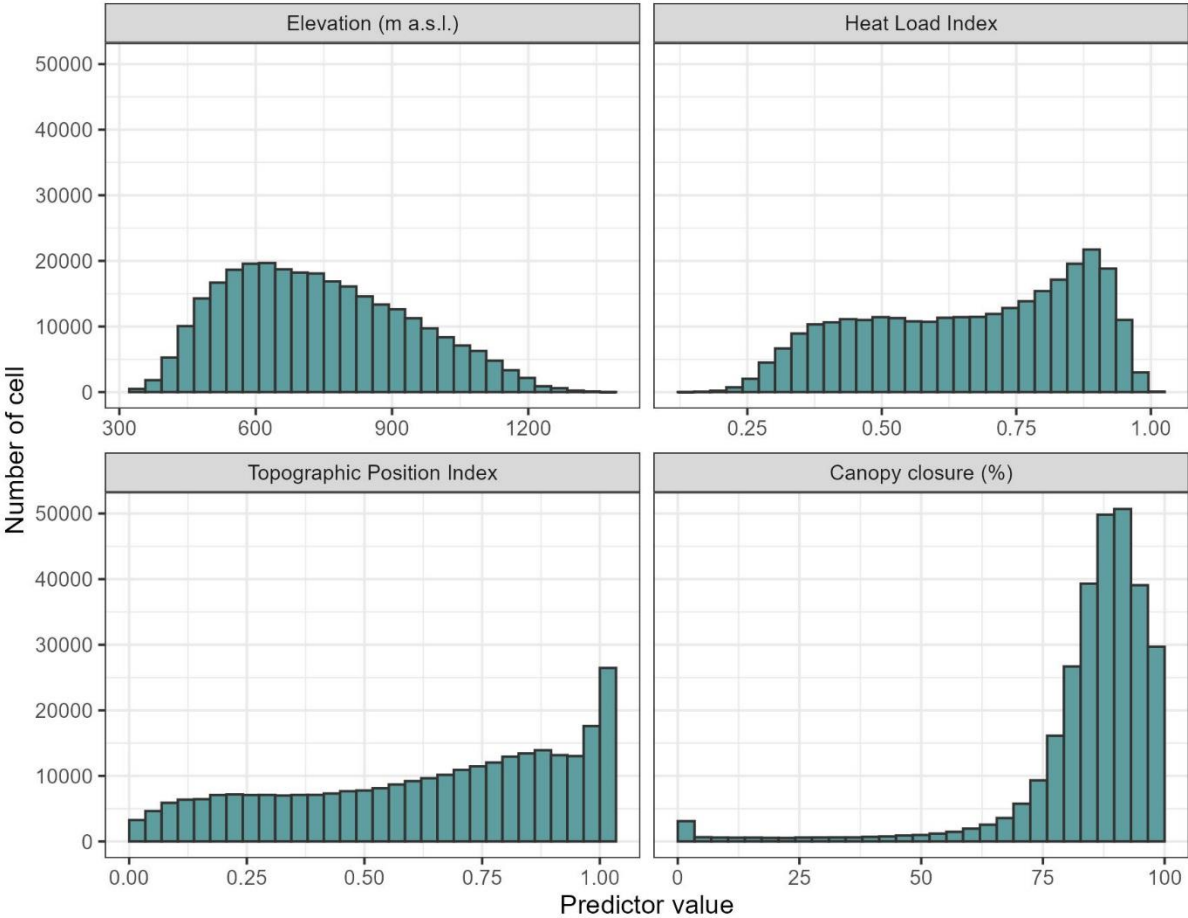 Elevation (m a.s.l.)
Heat Load Index
50000
40000
30000
20000
10000
0
300 600 900 1200
0.25 0.50 0.75 1.00
Number of cell
Topographic Position Index
Canopy closure (%)
50000
40000
30000
20000
10000
0
0.00 0.25 0.50 0.75 1.00
0 25 50 75 100
Predictor value